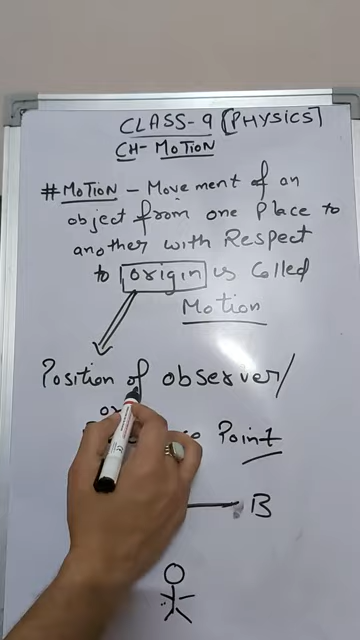 CLASS-9 [PHYSICS]
CH- MOTION
# MOTION - Movement of an
object from one Place to
another with Respect
to origin is Called
Motion
Position of observer/
Point
B